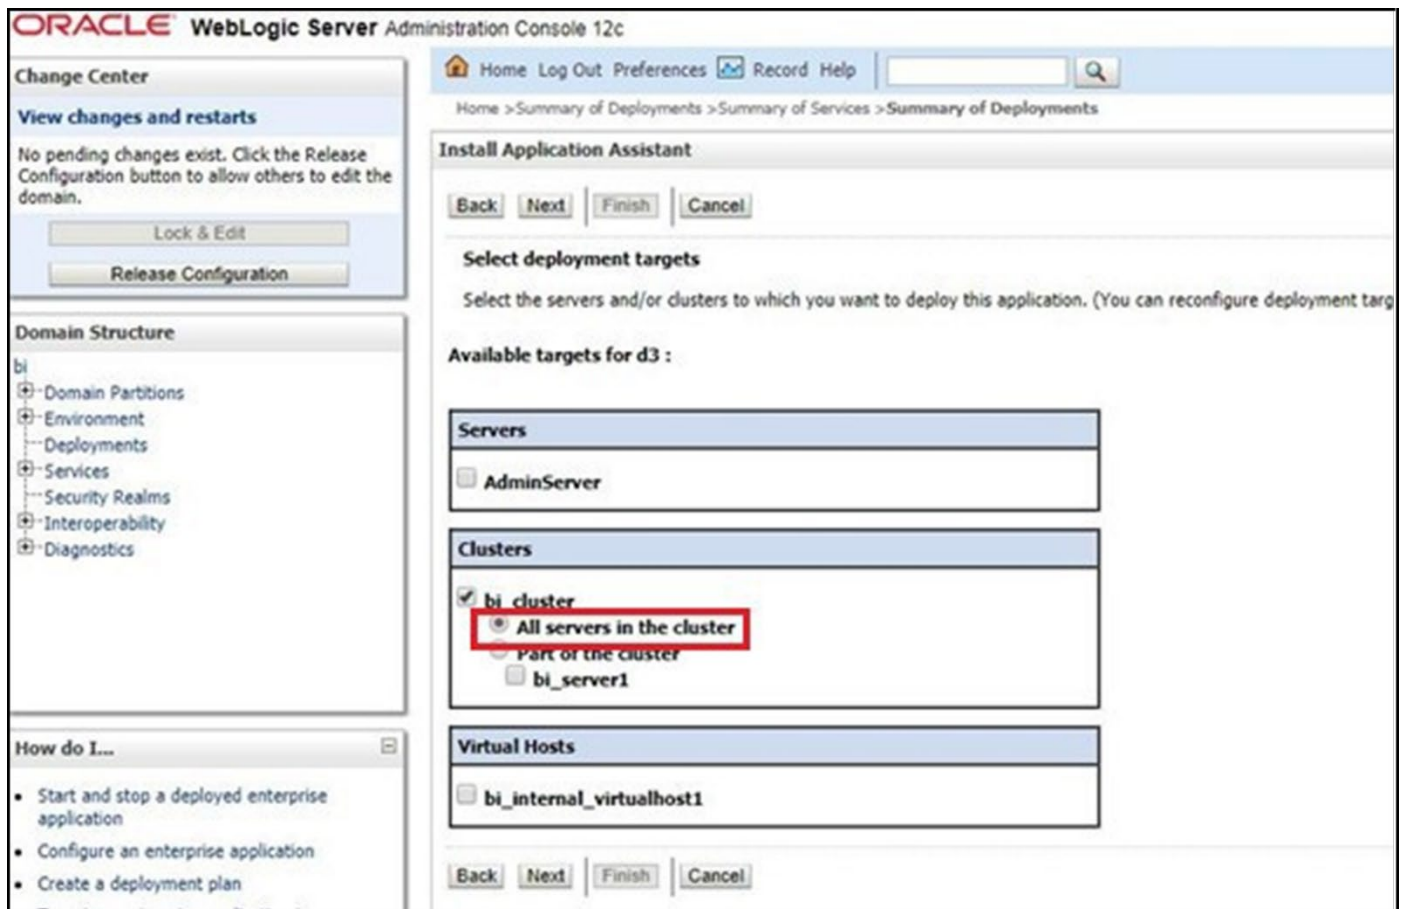 ORACLE WebLogic Server Administration Console 12c
Change Center
View changes and restarts
No pending changes exist. Click the Release
Configuration button to allow others to edit the
domain.
Lock & Edit
Release Configuration
Domain Structure
bi
Domain Partitions
Environment
Deployments
Services
Security Realms
Interoperability
Diagnostics
How do I...
Start and stop a deployed enterprise
application
Configure an enterprise application
Create a deployment plan
Home Log Out Preferences Record Help
Home >Summary of Deployments >Summary of Services >Summary of Deployments
Install Application Assistant
Back Next Finish Cancel
Select deployment targets
Select the servers and/or clusters to which you want to deploy this application. (You can reconfigure deployment targ
Available targets for d3 :
Servers
AdminServer
Clusters
bi_cluster
All servers in the cluster
Part of the cluster
bi_server1
Virtual Hosts
bi_internal_virtualhost1
Back Next Finish Cancel